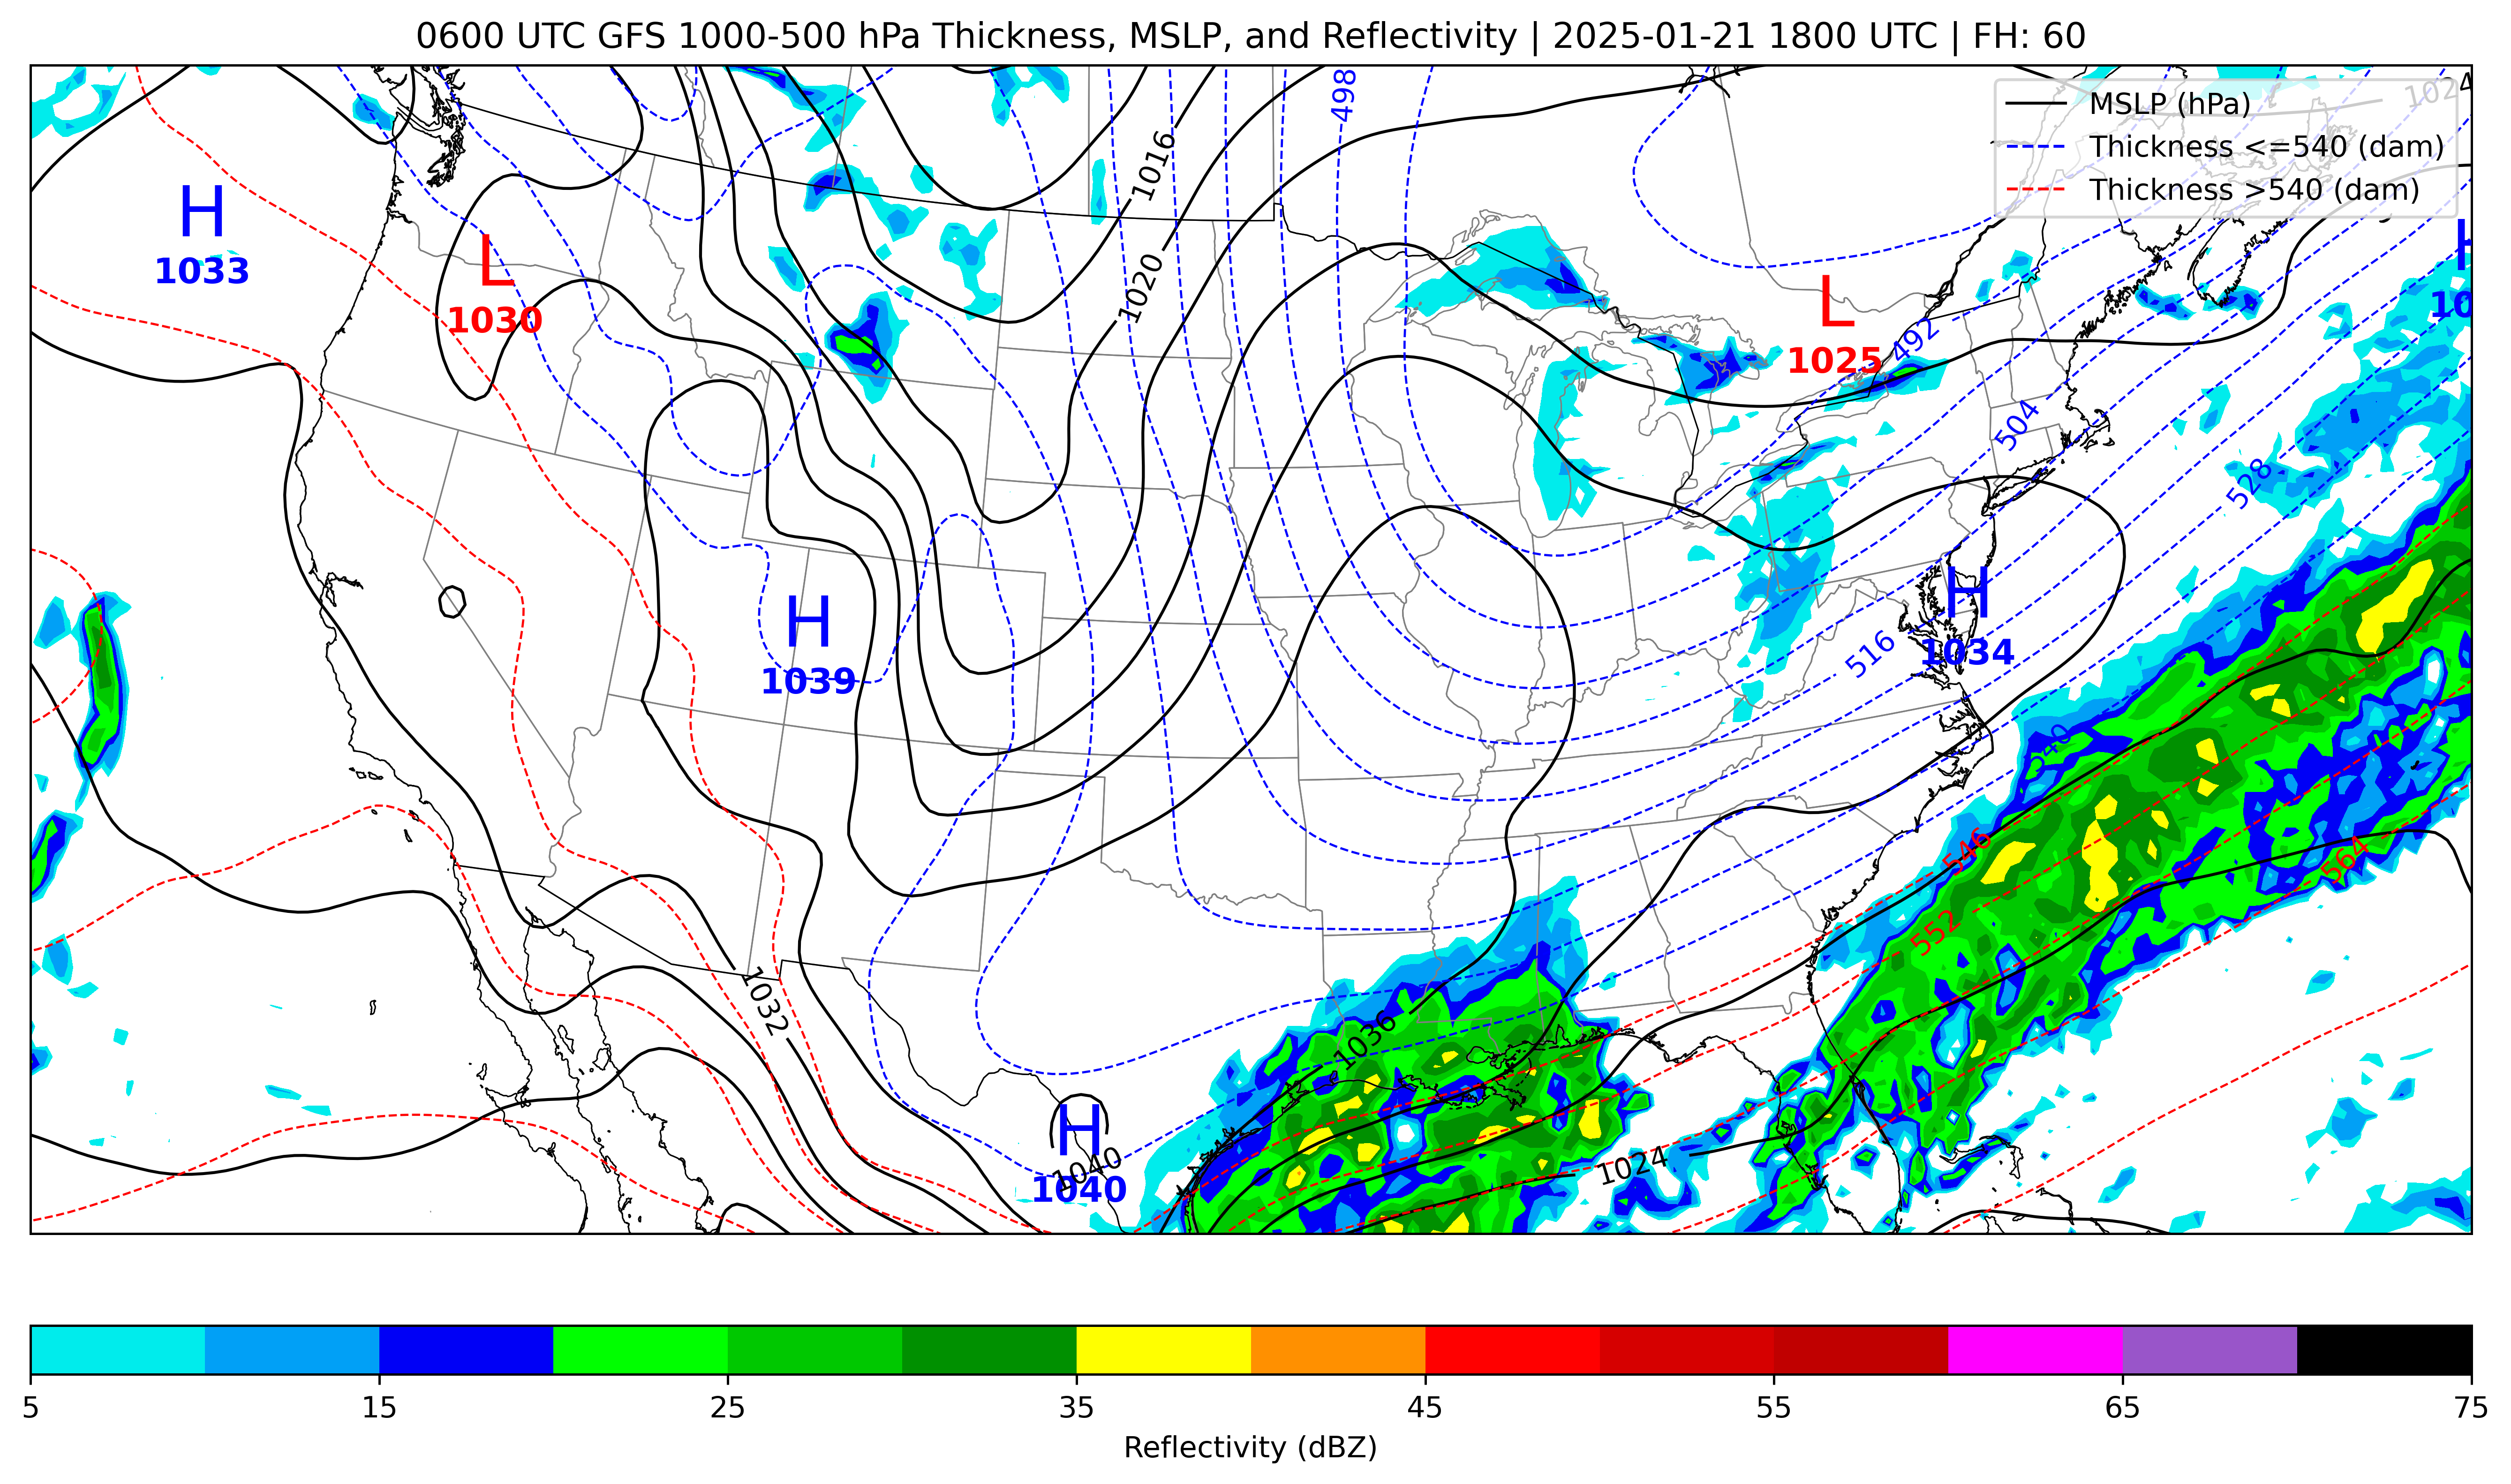 0600 UTC GFS 1000-500 hPa Thickness, MSLP, and Reflectivity | 2025-01-21 1800 UTC | FH: 60
MSLP (hPa)
Thickness <=540 (dam)
Thickness >540 (dam)
1024
498
1016
H
1033
L
1030
1020
L
1025
492
H
10
504
528
H
1039
H
1034
516
540
546
564
552
1032
1036
H
1040
1040
1024
5
15
25
35
45
55
65
75
Reflectivity (dBZ)